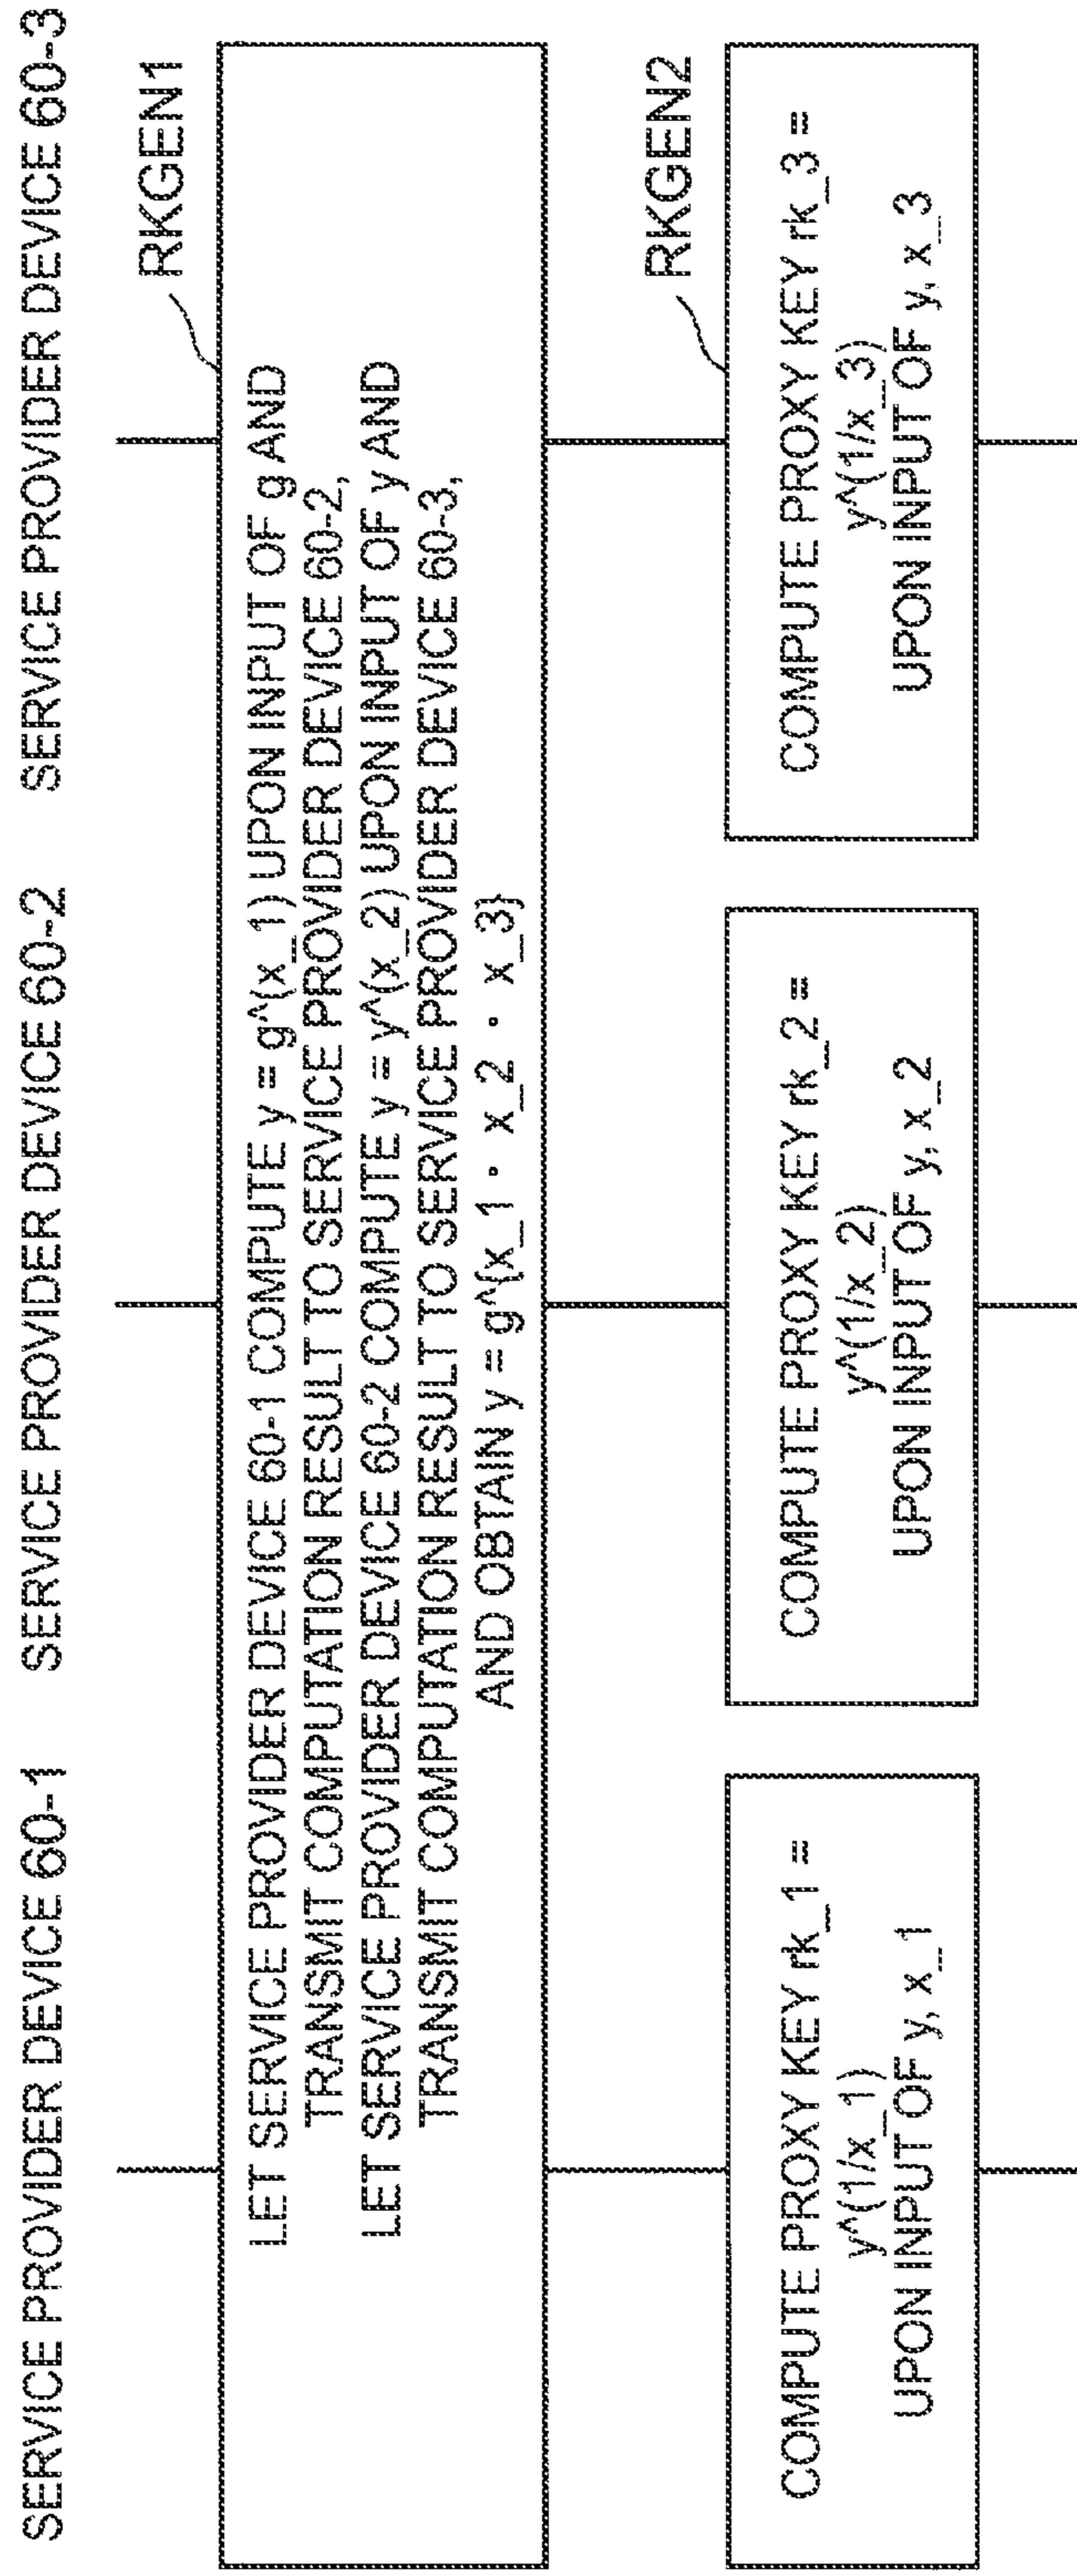 SERVICE PROVIDER DEVICE 60-1
SERVICE PROVIDER DEVICE 60-2
SERVICE PROVIDER DEVICE 60-3
RKGEN1
LET SERVICE PROVIDER DEVICE 60-1 COMPUTE y = g^(x_1) UPON INPUT OF g AND
TRANSMIT COMPUTATION RESULT TO SERVICE PROVIDER DEVICE 60-2,
LET SERVICE PROVIDER DEVICE 60-2 COMPUTE y = y^(x_2) UPON INPUT OF y AND
TRANSMIT COMPUTATION RESULT TO SERVICE PROVIDER DEVICE 60-3,
AND OBTAIN y = g^{x_1 · x_2 · x_3}
RKGEN2
COMPUTE PROXY KEY rk_1 =
y^(1/x_1)
UPON INPUT OF y, x_1
COMPUTE PROXY KEY rk_2 =
y^(1/x_2)
UPON INPUT OF y, x_2
COMPUTE PROXY KEY rk_3 =
y^(1/x_3)
UPON INPUT OF y, x_3